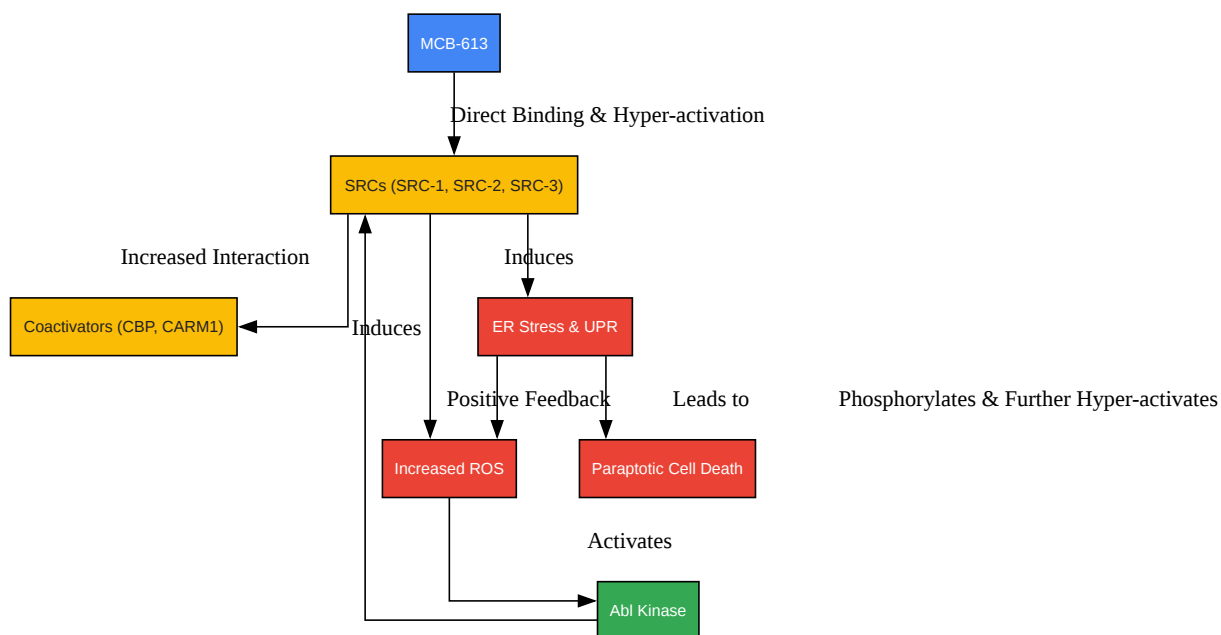 MCB-613
Direct Binding & Hyper-activation
SRCs (SRC-1, SRC-2, SRC-3)
Increased Interaction
Induces
Coactivators (CBP, CARM1)
Induces
ER Stress & UPR
Positive Feedback
Leads to
Phosphorylates & Further Hyper-activates
Increased ROS
Paraptotic Cell Death
Activates
Abl Kinase